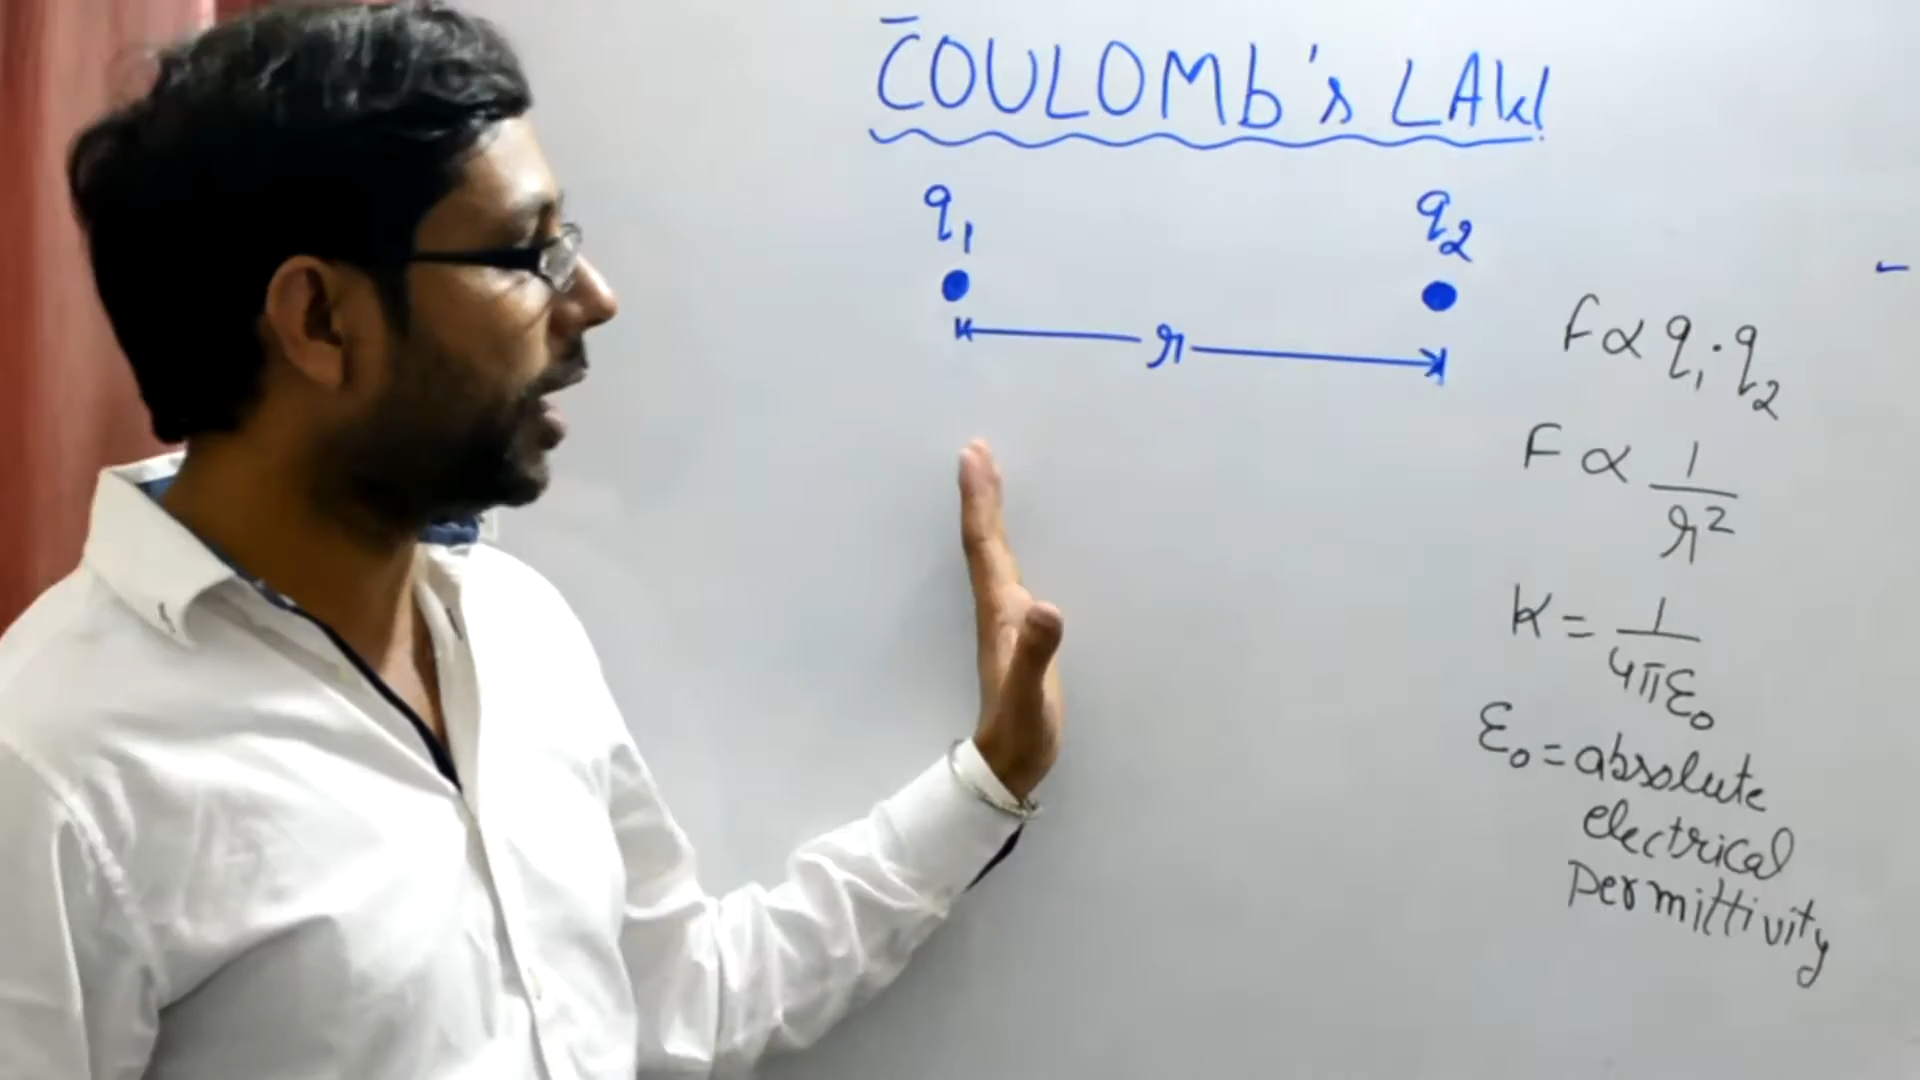 COULOMb's LAW
q₁ q₂
r
F ∝ q₁·q₂
F ∝ 1/r²
K = 1/4πε₀
ε₀ = absolute
electrical
Permittivity